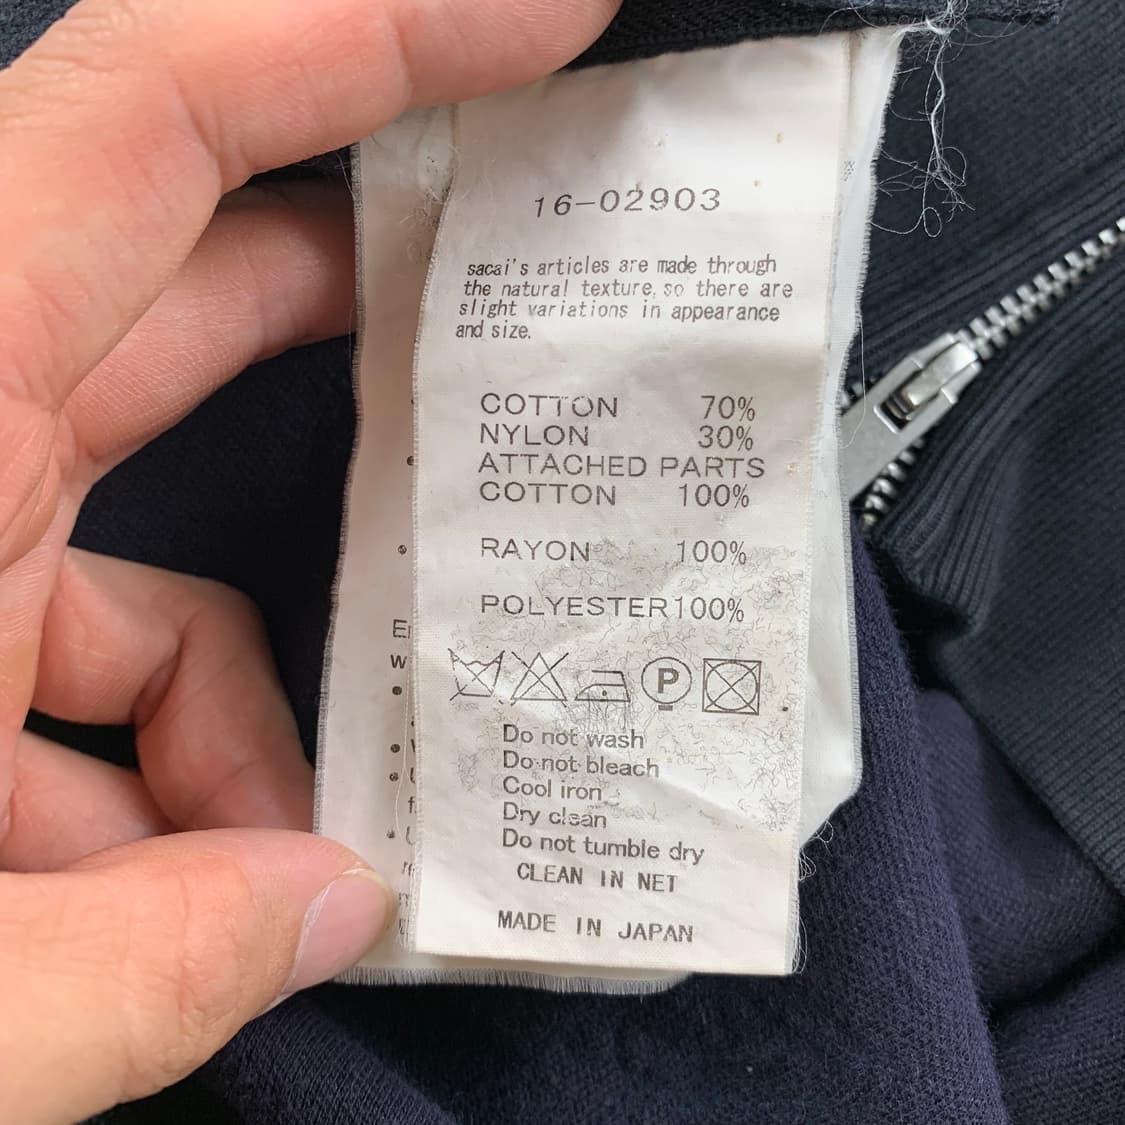 16-02903
sacai's articles are made through
the natural texture, so there are
slight variations in appearance
and size.
COTTON 70%
NYLON 30%
ATTACHED PARTS
COTTON 100%
RAYON 100%
POLYESTER100%
P
Do not wash
Do not bleach
Cool iron
Dry clean
Do not tumble dry
CLEAN IN NET
MADE IN JAPAN